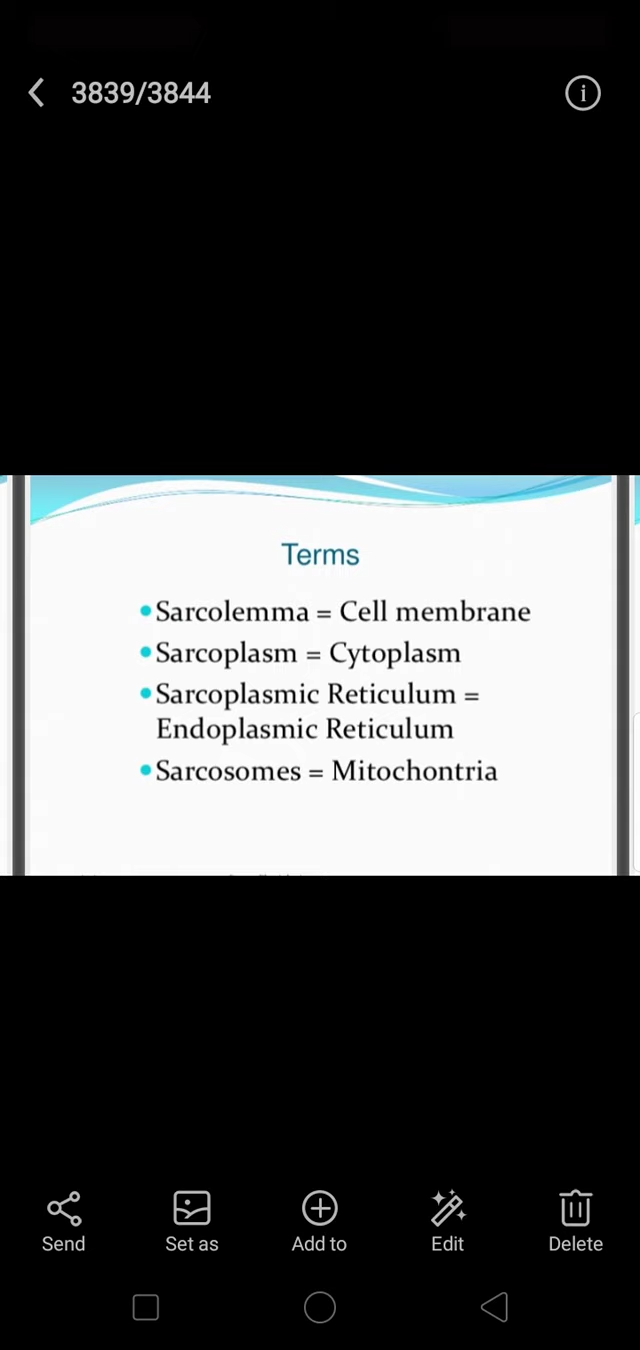 3839/3844
Terms
•Sarcolemma = Cell membrane
•Sarcoplasm = Cytoplasm
•Sarcoplasmic Reticulum =
Endoplasmic Reticulum
•Sarcosomes = Mitochontria
Send Set as Add to Edit Delete